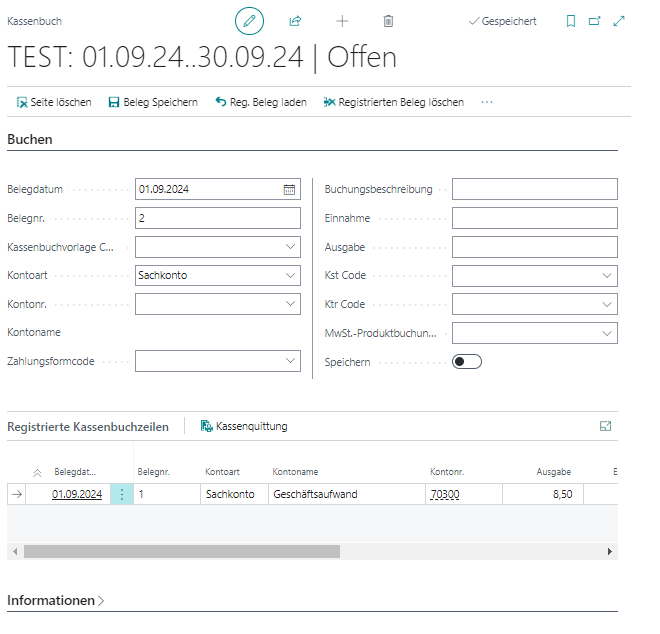 Kassenbuch
Gespeichert
TEST: 01.09.24..30.09.24 | Offen
Seite löschen Beleg Speichern Reg. Beleg laden Registrierten Beleg löschen ···
Buchen
Belegdatum 01.09.2024 Buchungsbeschreibung
Belegnr. 2 Einnahme
Kassenbuchvorlage C... Ausgabe
Kontoart Sachkonto Kst Code
Kontonr. Ktr Code
Kontoname MwSt.-Produktbuchun...
Zahlungsformcode Speichern
Registrierte Kassenbuchzeilen Kassenquittung
Belegdat... Belegnr. Kontoart Kontoname Kontonr. Ausgabe E
01.09.2024 1 Sachkonto Geschäftsaufwand 70300 8,50
Informationen